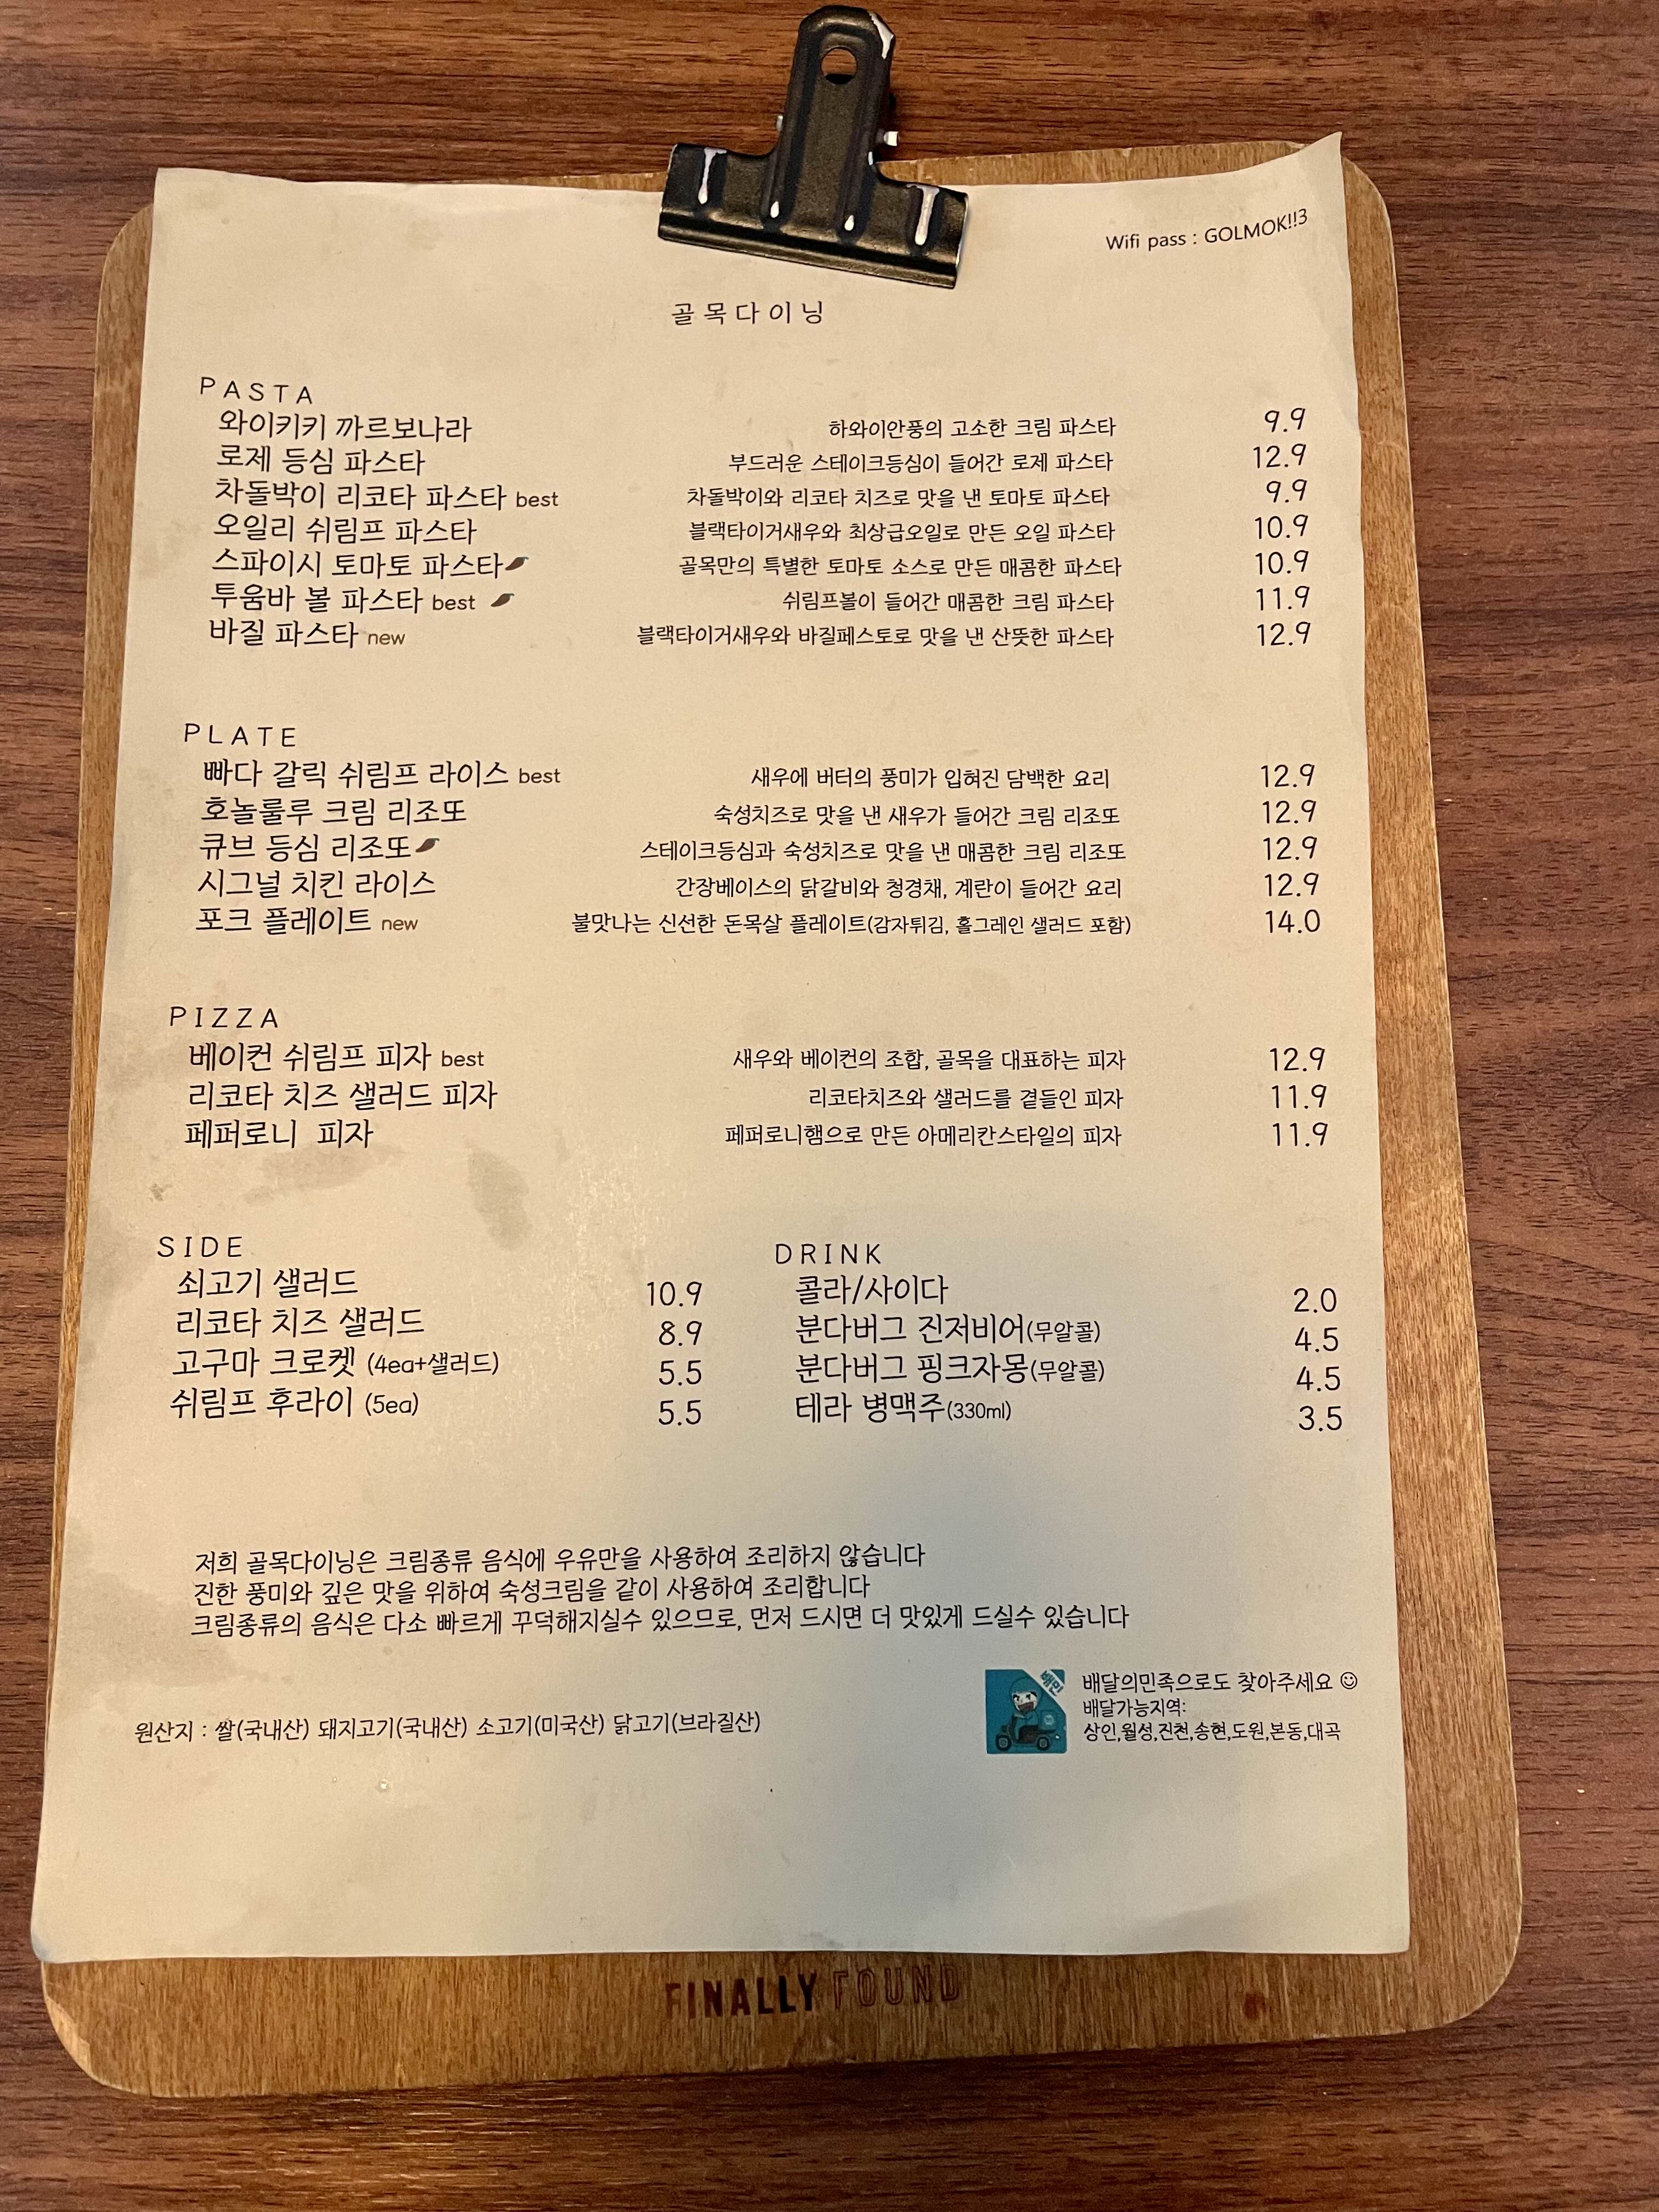 Wifi pass : GOLMOK!!3
골목다이닝
PASTA
와이키키 까르보나라 하와이안풍의 고소한 크림 파스타 9.9
로제 등심 파스타 부드러운 스테이크등심이 들어간 로제 파스타 12.9
차돌박이 리코타 파스타 best 차돌박이와 리코타 치즈로 맛을 낸 토마토 파스타 9.9
오일리 쉬림프 파스타 블랙타이거새우와 최상급오일로 만든 오일 파스타 10.9
스파이시 토마토 파스타 골목만의 특별한 토마토 소스로 만든 매콤한 파스타 10.9
투움바 볼 파스타 best 쉬림프볼이 들어간 매콤한 크림 파스타 11.9
바질 파스타 new 블랙타이거새우와 바질페스토로 맛을 낸 산뜻한 파스타 12.9
PLATE
빠다 갈릭 쉬림프 라이스 best 새우에 버터의 풍미가 입혀진 담백한 요리 12.9
호놀룰루 크림 리조또 숙성치즈로 맛을 낸 새우가 들어간 크림 리조또 12.9
큐브 등심 리조또 스테이크등심과 숙성치즈로 맛을 낸 매콤한 크림 리조또 12.9
시그널 치킨 라이스 간장베이스의 닭갈비와 청경채, 계란이 들어간 요리 12.9
포크 플레이트 new 불맛나는 신선한 돈목살 플레이트(감자튀김, 홀그레인 샐러드 포함) 14.0
PIZZA
베이컨 쉬림프 피자 best 새우와 베이컨의 조합, 골목을 대표하는 피자 12.9
리코타 치즈 샐러드 피자 리코타치즈와 샐러드를 곁들인 피자 11.9
페퍼로니 피자 페퍼로니햄으로 만든 아메리칸스타일의 피자 11.9
SIDE
쇠고기 샐러드 10.9
리코타 치즈 샐러드 8.9
고구마 크로켓 (4ea+샐러드) 5.5
쉬림프 후라이 (5ea) 5.5
DRINK
콜라/사이다 2.0
분다버그 진저비어(무알콜) 4.5
분다버그 핑크자몽(무알콜) 4.5
테라 병맥주(330ml) 3.5
저희 골목다이닝은 크림종류 음식에 우유만을 사용하여 조리하지 않습니다
진한 풍미와 깊은 맛을 위하여 숙성크림을 같이 사용하여 조리합니다
크림종류의 음식은 다소 빠르게 꾸덕해지실수 있으므로, 먼저 드시면 더 맛있게 드실수 있습니다
원산지 : 쌀(국내산) 돼지고기(국내산) 소고기(미국산) 닭고기(브라질산)
배민
배달의민족으로도 찾아주세요 ☺
배달가능지역:
상인,월성,진천,송현,도원,본동,대곡
FINALLY FOUND